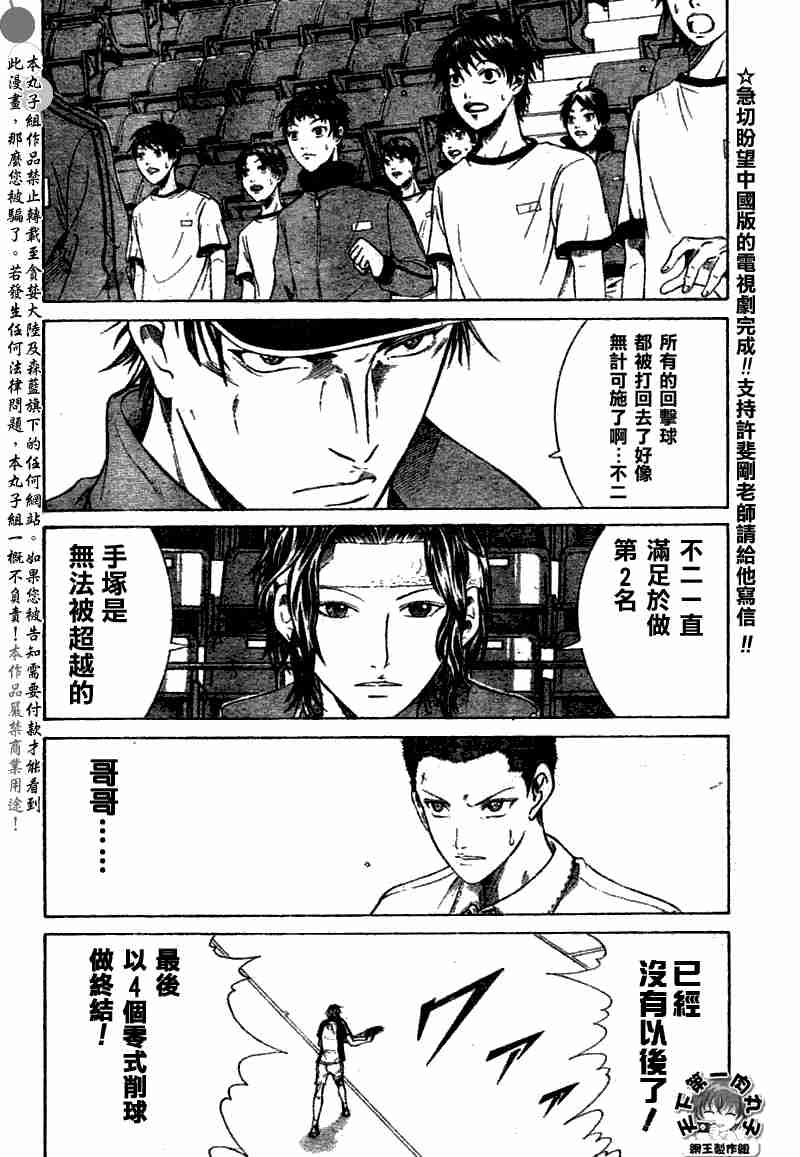 ☆急切盼望中國版的電視劇完成!!支持許斐剛老師請給他寫信!!
所有的回擊球
都被打回去了好像
無計可施了啊…不二
不二一直
滿足於做
第2名
手塚是
無法被超越的
哥哥……
已經
沒有以後了!
最後
以4個零式削球
做終結!
本丸子組作品禁止轉載至貪婪大陸及森藍旗下的任何網站。如果您被告知需要付款才能看到
此漫畫,那麼您被騙了。若發生任何法律問題,本丸子組一概不負責!本作品嚴禁商業用途!
天下第一丸子
網王製作組